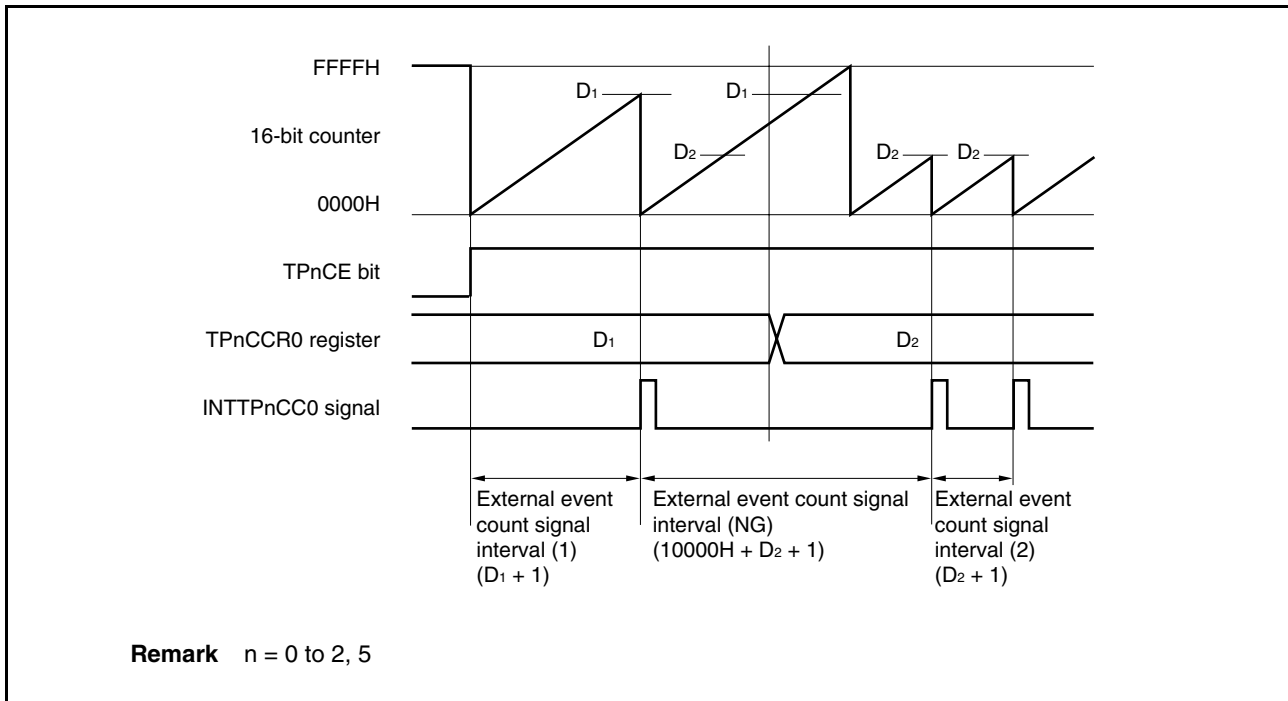 FFFFH
D1
D1
16-bit counter
D2
D2
D2
0000H
TPnCE bit
TPnCCR0 register
D1
D2
INTTPnCC0 signal
External event
count signal
interval (1)
(D1 + 1)
External event count signal
interval (NG)
(10000H + D2 + 1)
External event
count signal
interval (2)
(D2 + 1)
Remark n = 0 to 2, 5